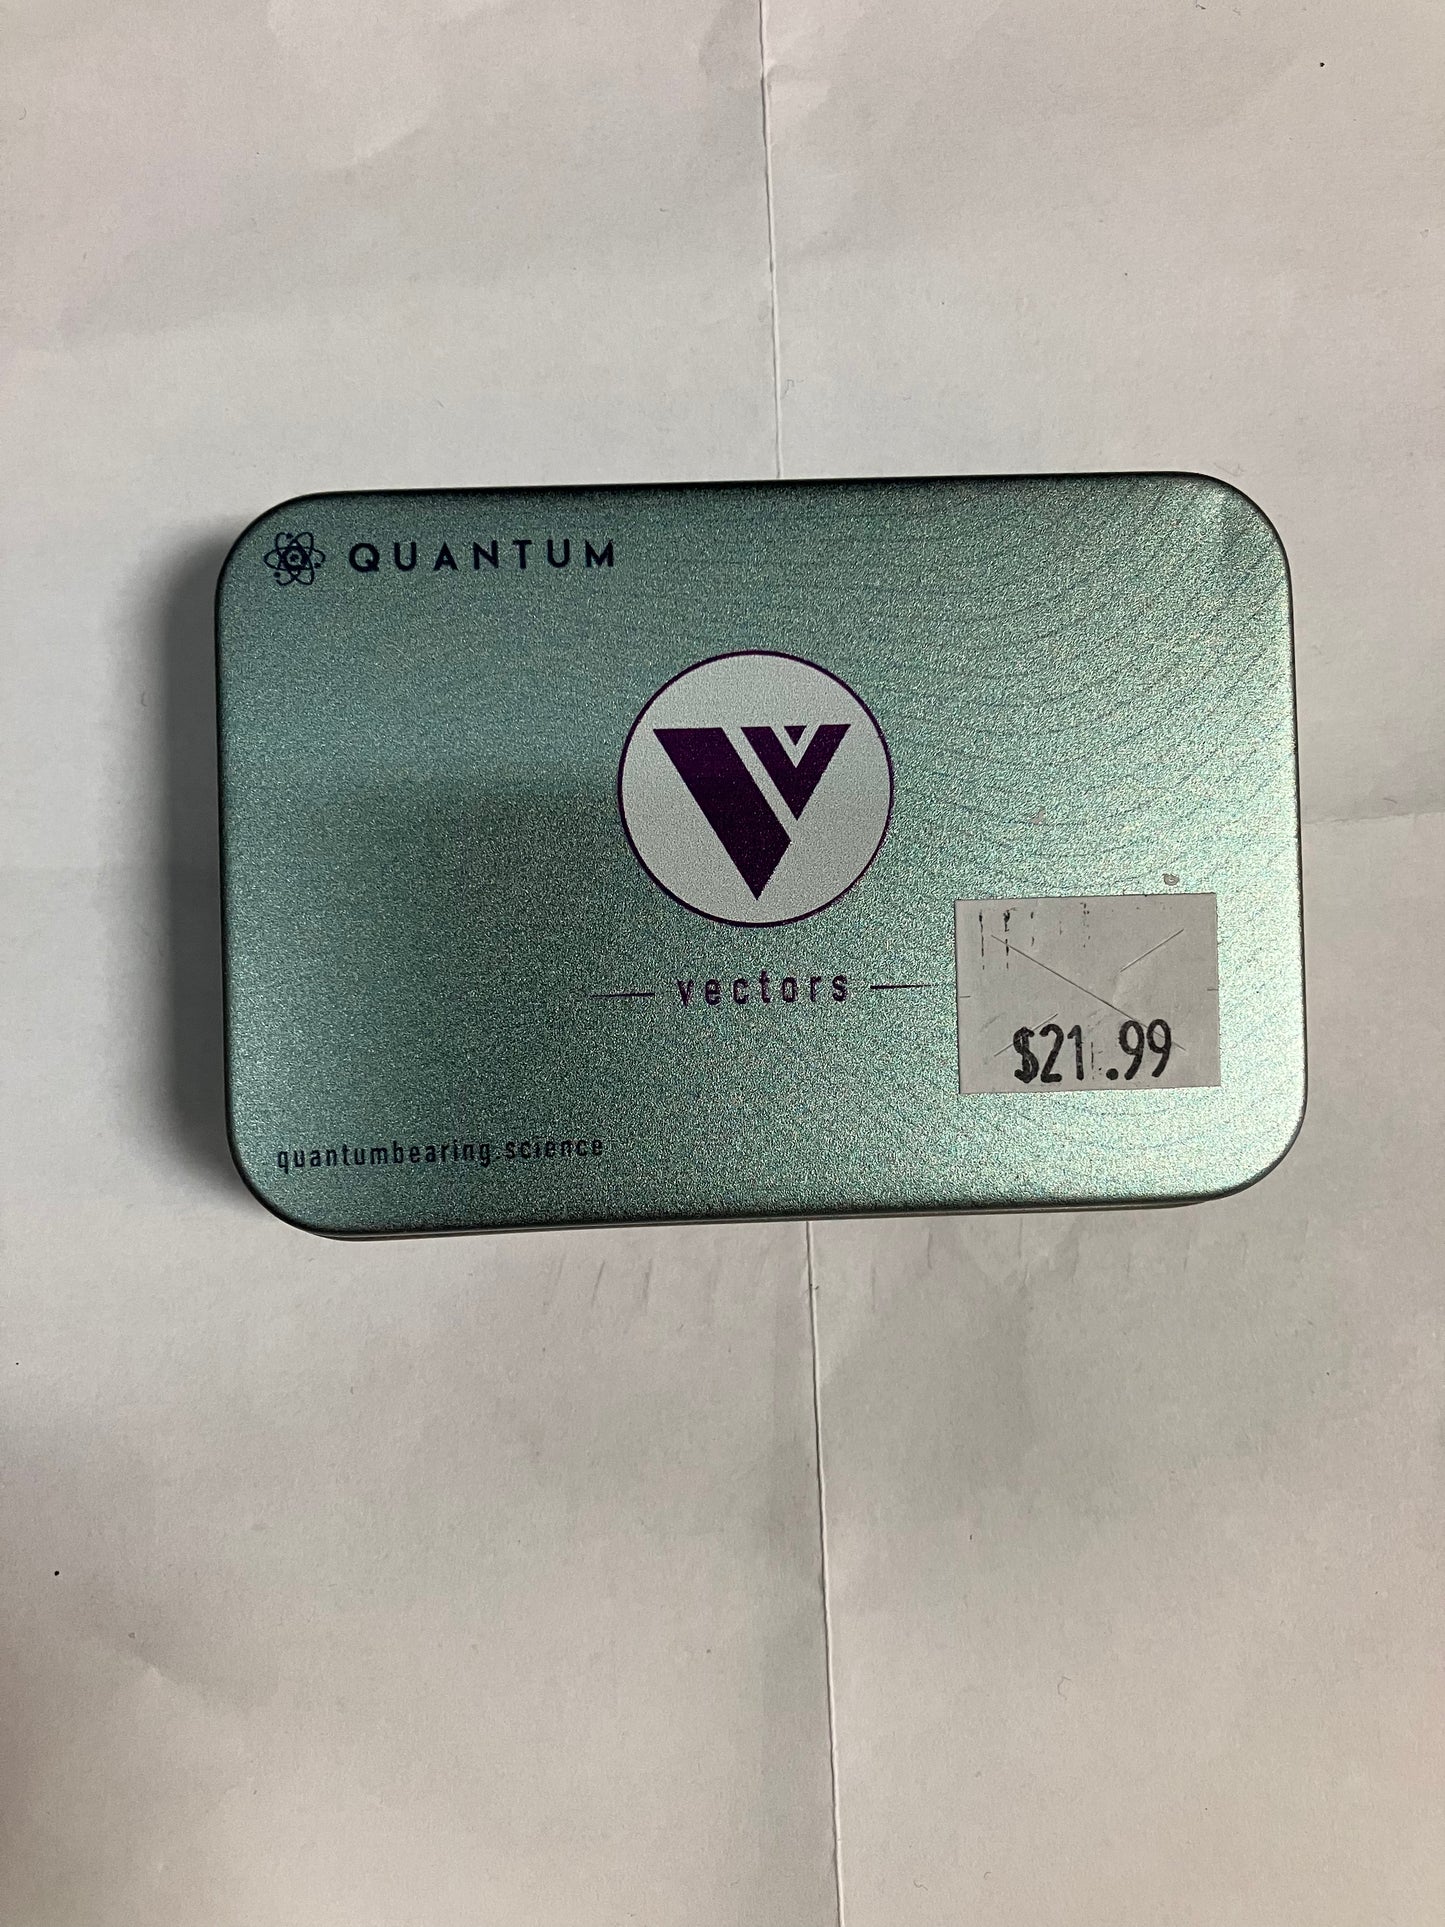 QUANTUM
vectors
$21.99
quantumbearing.science